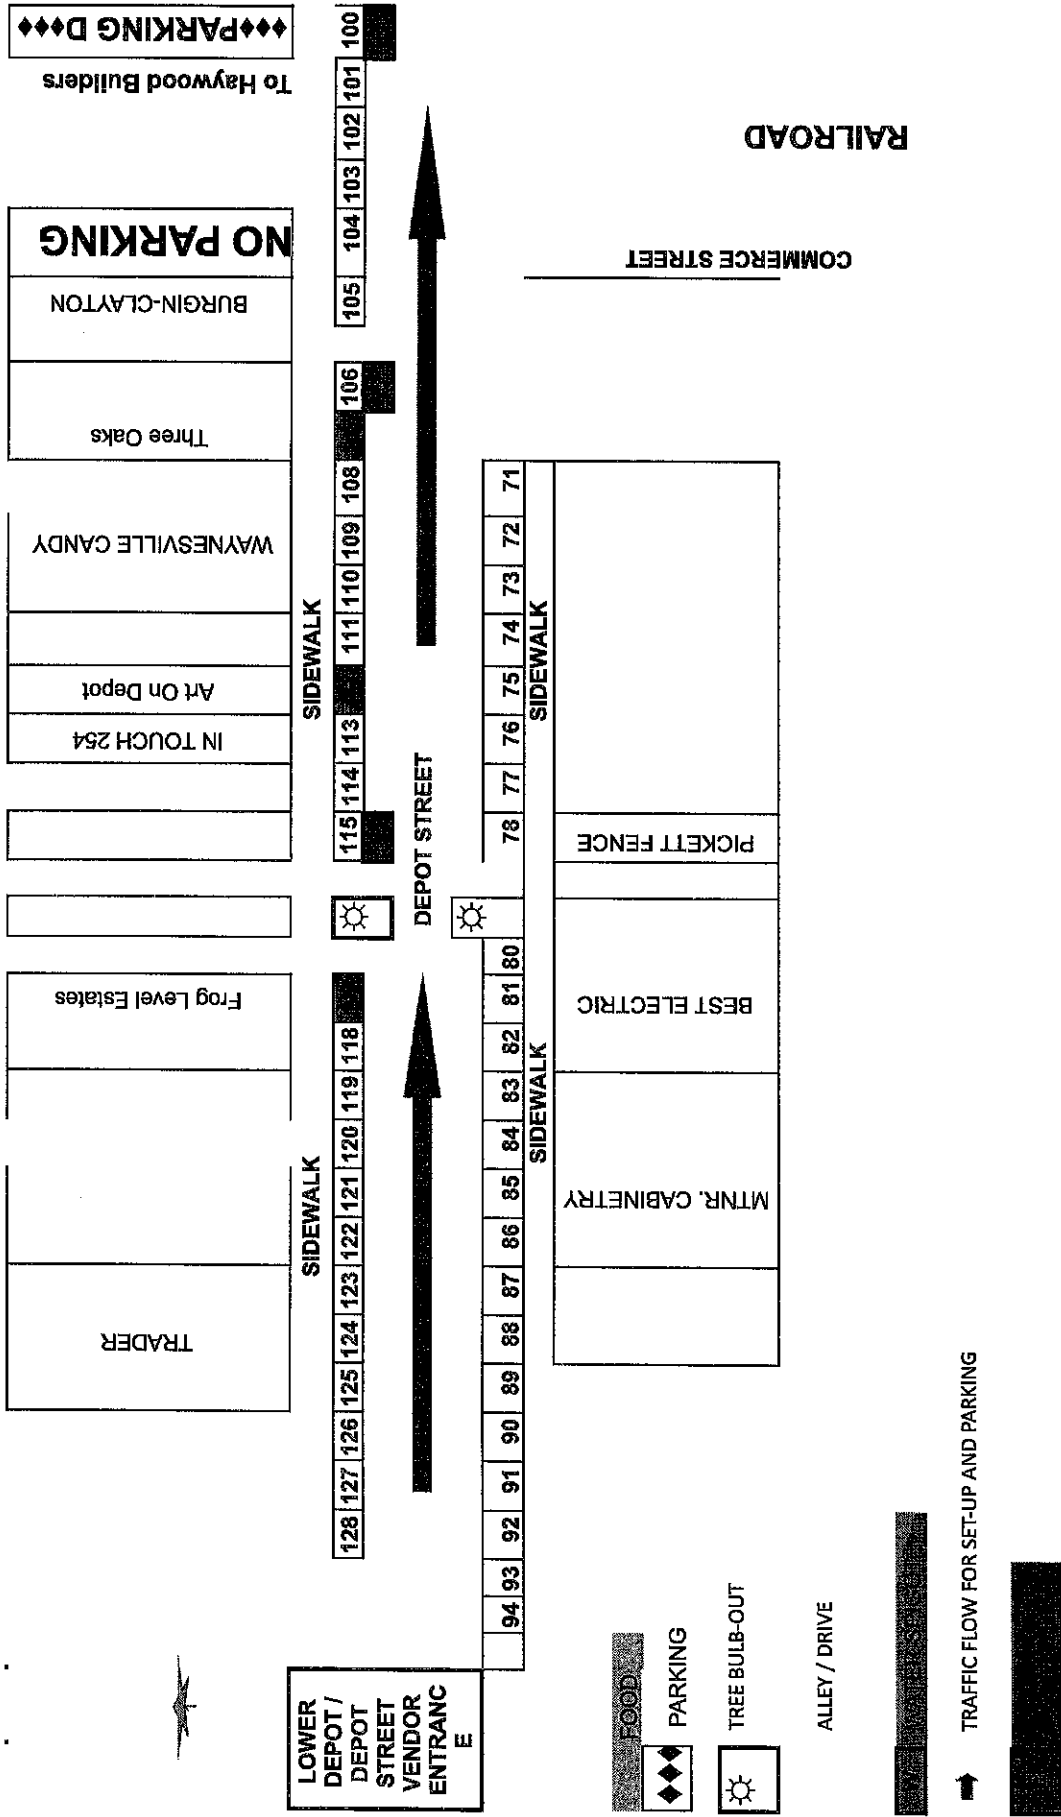 ♦♦♦PARKING D♦♦♦
To Haywood Builders
NO PARKING
BURGIN-CLAYTON
Three Oaks
WAYNESVILLE CANDY
Art On Depot
IN TOUCH 254
Frog Level Estates
TRADER
SIDEWALK
SIDEWALK
128 127 126 125 124 123 122 121 120 119 118
115 114 113
111 110 109 108
106
105 104 103 102 101 100
LOWER
DEPOT /
DEPOT
STREET
VENDOR
ENTRANC
E
DEPOT STREET
94 93 92 91 90 89 88 87 86 85 84 83 82 81 80
78 77 76 75 74 73 72 71
SIDEWALK
SIDEWALK
MTNR. CABINETRY
BEST ELECTRIC
PICKETT FENCE
COMMERCE STREET
RAILROAD
FOOD
PARKING
TREE BULB-OUT
ALLEY / DRIVE
TRAFFIC FLOW FOR SET-UP AND PARKING